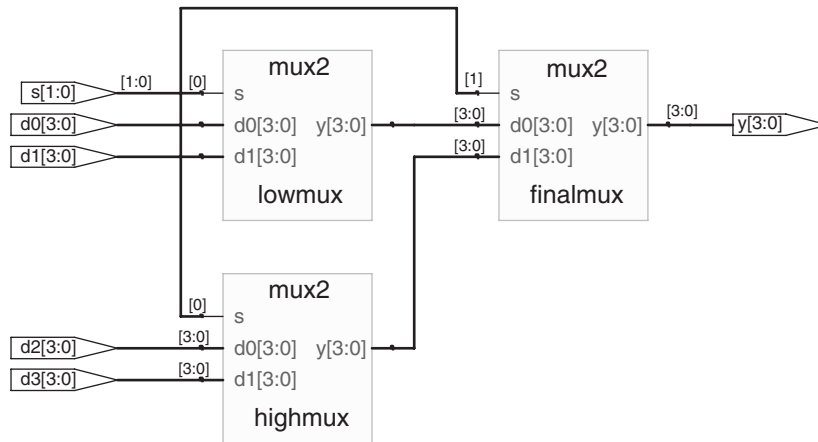 mux2
mux2
s[1:0]
[1:0]
[0]
s
[1]
s
d0[3:0]
d0[3:0]
y[3:0]
[3:0]
d0[3:0]
y[3:0]
[3:0]
y[3:0]
d1[3:0]
d1[3:0]
[3:0]
d1[3:0]
lowmux
finalmux
mux2
[0]
s
d2[3:0]
[3:0]
d0[3:0]
y[3:0]
d3[3:0]
[3:0]
d1[3:0]
highmux